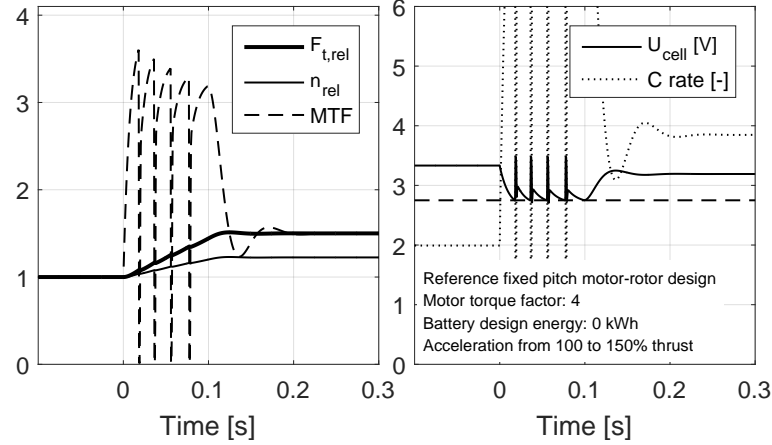 4
3
2
1
0
F_t,rel
n_rel
MTF
0 0.1 0.2 0.3
Time [s]
6
5
4
3
2
1
0
U_cell [V]
C rate [-]
Reference fixed pitch motor-rotor design
Motor torque factor: 4
Battery design energy: 0 kWh
Acceleration from 100 to 150% thrust
0 0.1 0.2 0.3
Time [s]